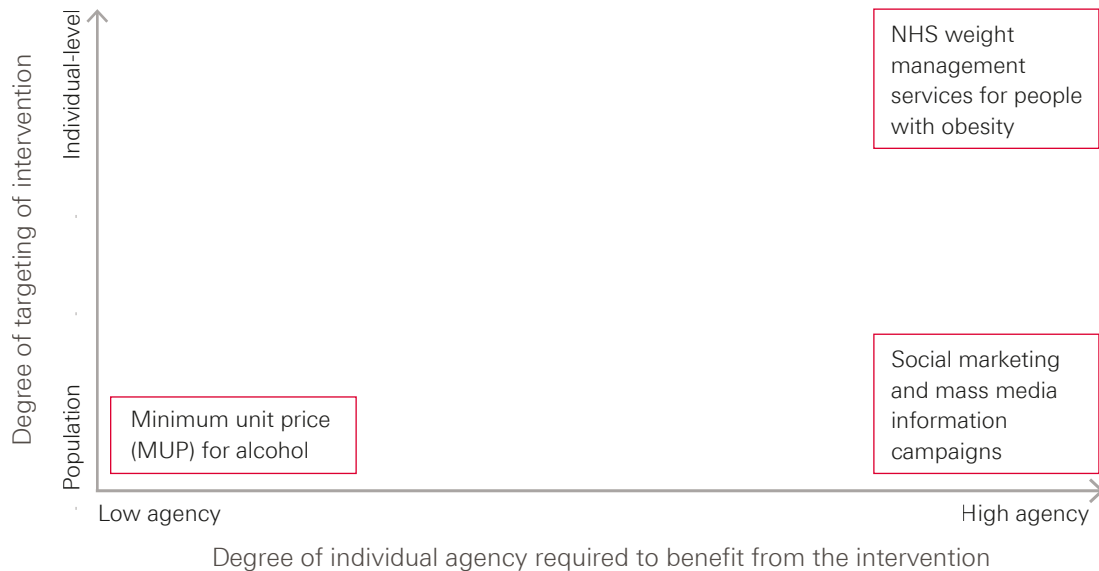 Degree of targeting of intervention
Individual-level
Population
NHS weight
management
services for people
with obesity
Social marketing
and mass media
information
campaigns
Minimum unit price
(MUP) for alcohol
Low agency
High agency
Degree of individual agency required to benefit from the intervention